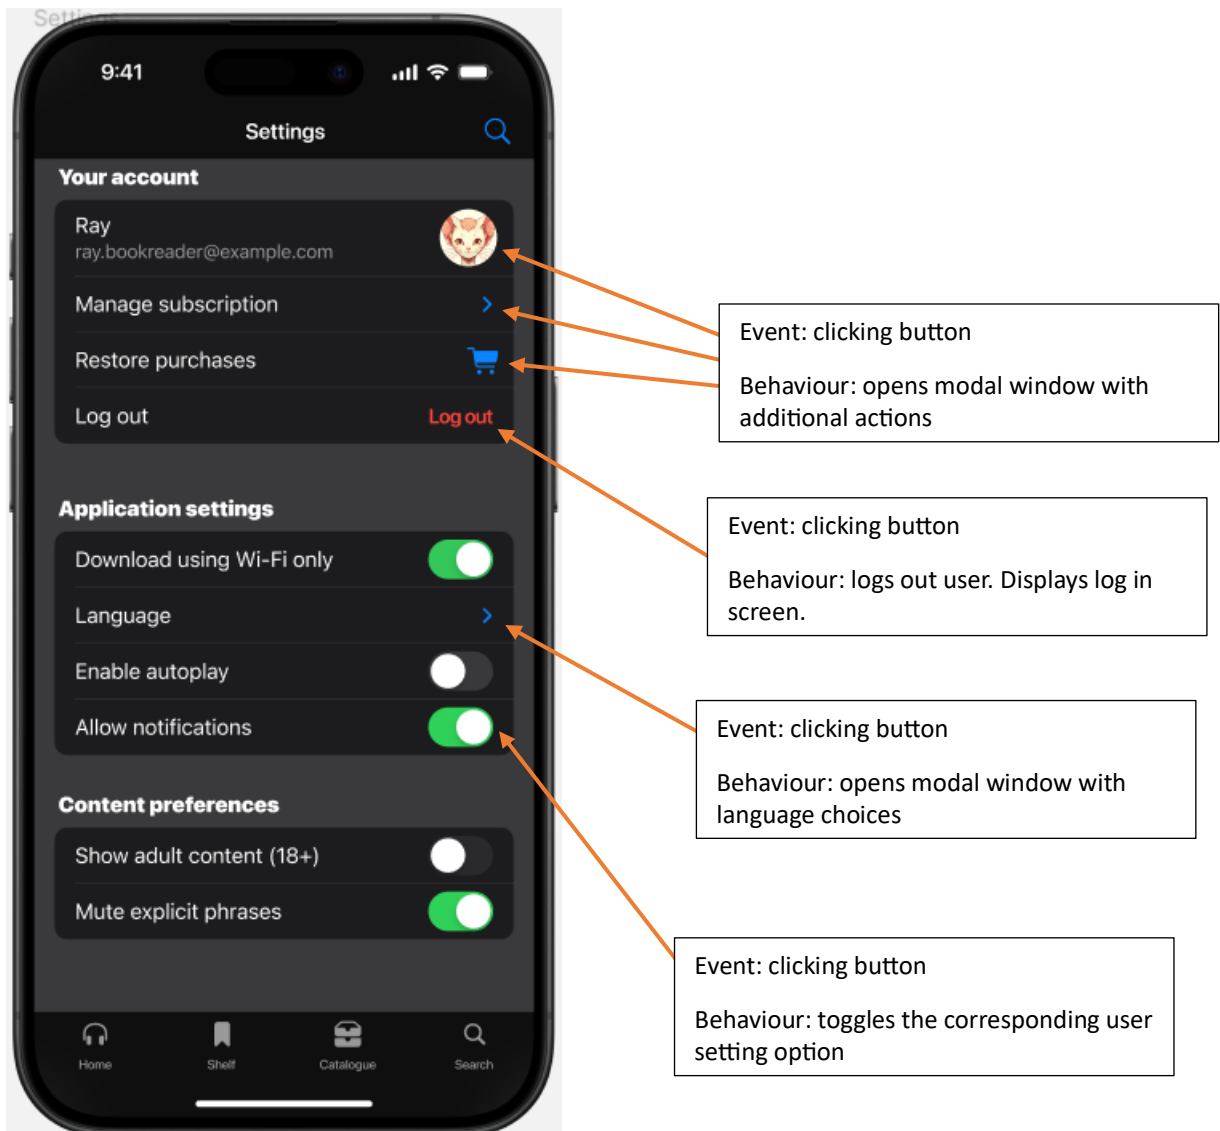 Settings
9:41
Settings
Your account
Ray
ray.bookreader@example.com
Manage subscription
Restore purchases
Log out Log out
Application settings
Download using Wi-Fi only
Language
Enable autoplay
Allow notifications
Content preferences
Show adult content (18+)
Mute explicit phrases
Home Shelf Catalogue Search
Event: clicking button
Behaviour: opens modal window with
additional actions
Event: clicking button
Behaviour: logs out user. Displays log in
screen.
Event: clicking button
Behaviour: opens modal window with
language choices
Event: clicking button
Behaviour: toggles the corresponding user
setting option